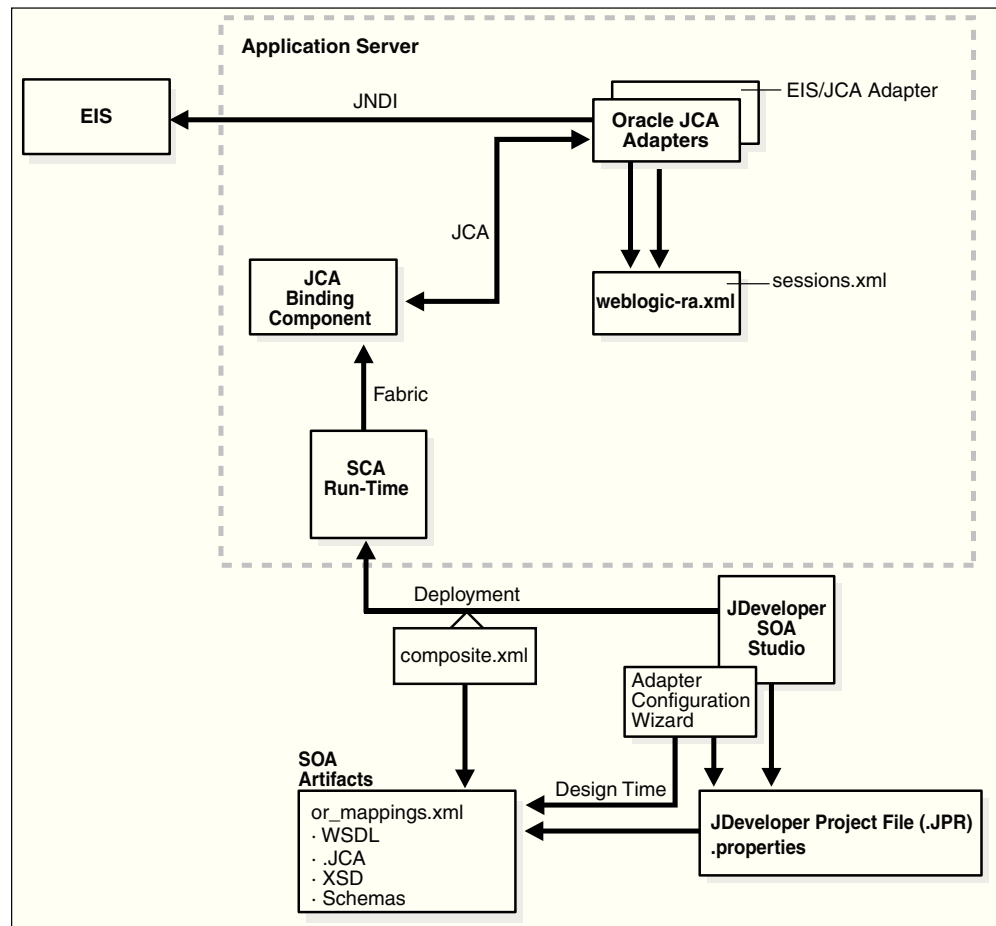 Application Server
EIS
JNDI
EIS/JCA Adapter
Oracle JCA
Adapters
JCA
JCA
Binding
Component
sessions.xml
weblogic-ra.xml
Fabric
SCA
Run-Time
Deployment
JDeveloper
SOA
Studio
composite.xml
Adapter
Configuration
Wizard
SOA
Artifacts
Design Time
or_mappings.xml
· WSDL
· .JCA
· XSD
· Schemas
JDeveloper Project File (.JPR)
.properties